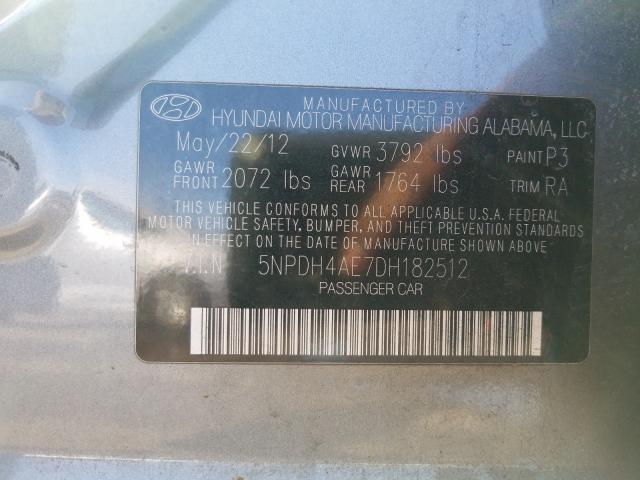 MANUFACTURED BY
HYUNDAI MOTOR MANUFACTURING ALABAMA, LLC
May/22/12 GVWR 3792 lbs PAINT P3
GAWR FRONT 2072 lbs GAWR REAR 1764 lbs TRIM RA
THIS VEHICLE CONFORMS TO ALL APPLICABLE U.S.A. FEDERAL
MOTOR VEHICLE SAFETY, BUMPER, AND THEFT PREVENTION STANDARDS
IN EFFECT ON THE DATE OF MANUFACTURE SHOWN ABOVE
V.I.N 5NPDH4AE7DH182512
PASSENGER CAR